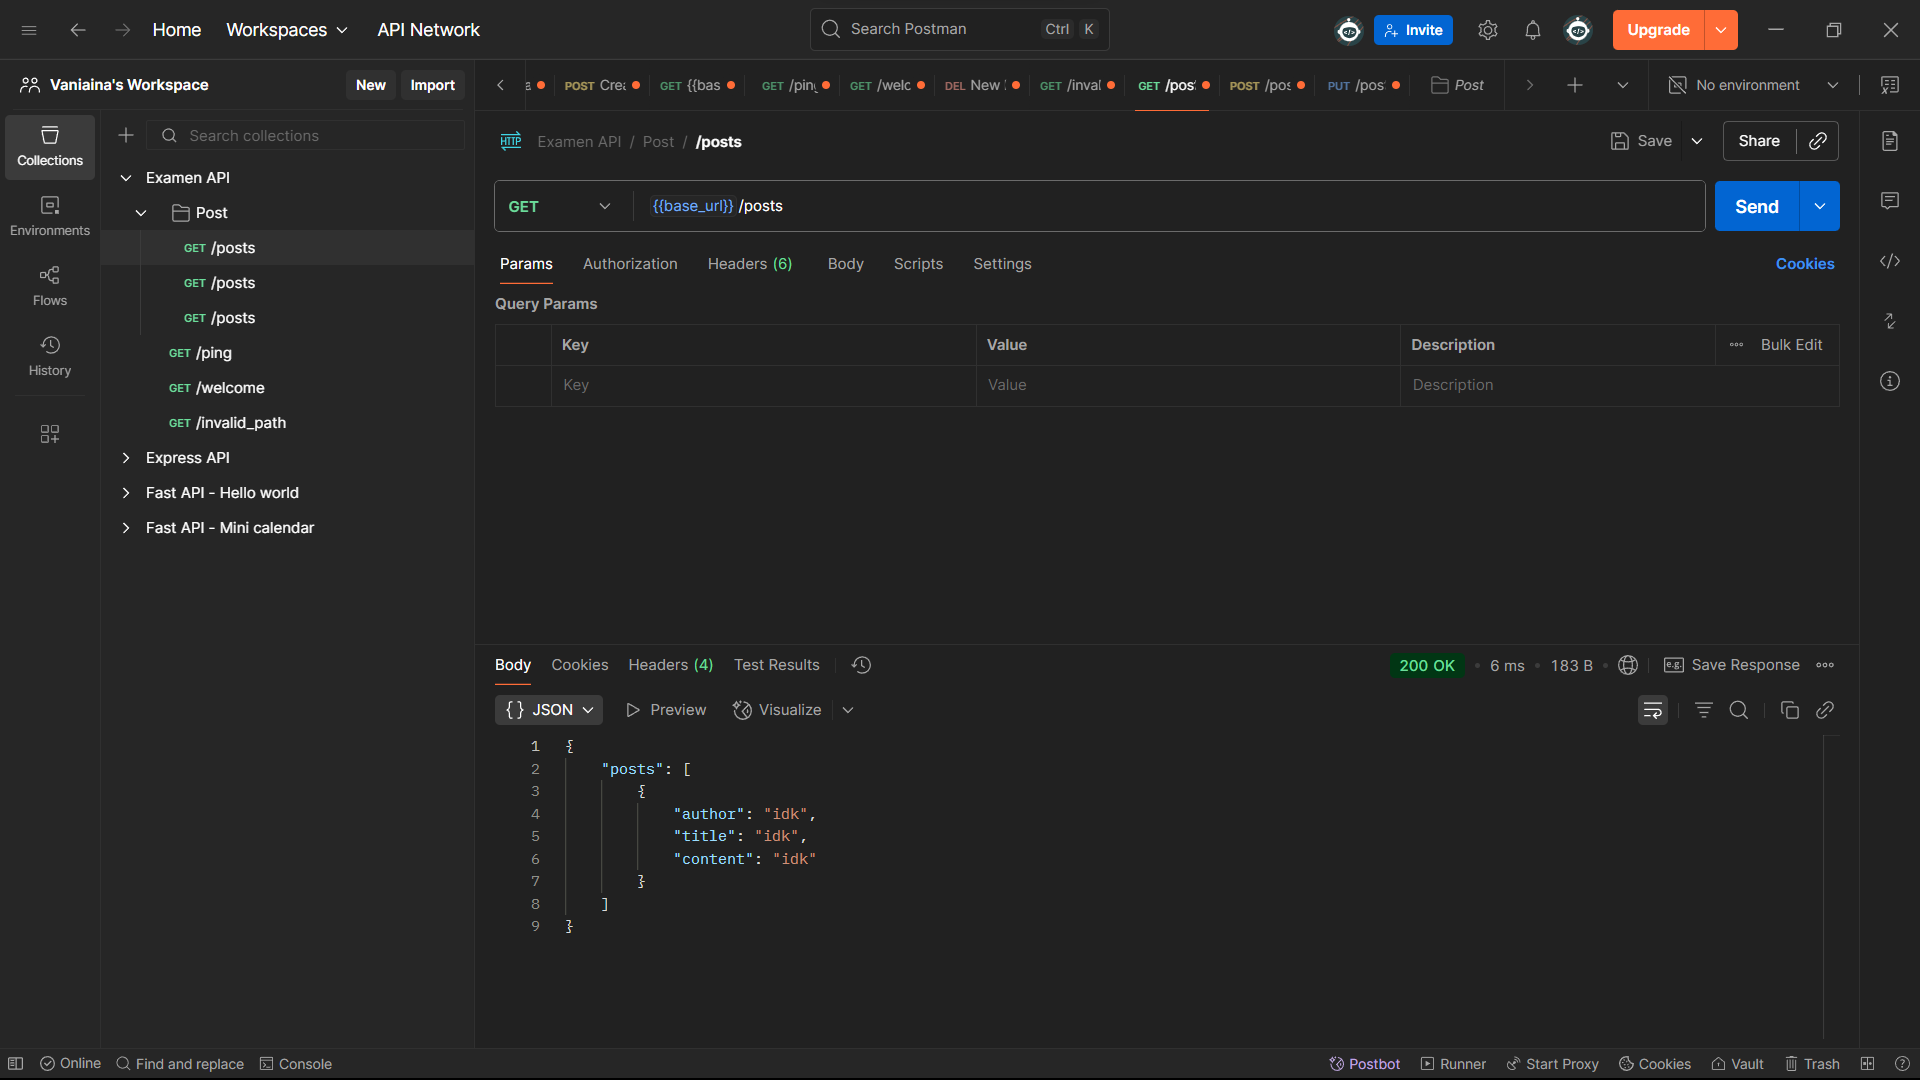 Home Workspaces API Network Search Postman Ctrl K Invite Upgrade
Vaniaina's Workspace New Import
POST Crea GET {{bas GET /ping GET /welc DEL New GET /inval GET /pos POST /pos PUT /pos Post No environment
Search collections
Collections
Environments
Flows
History
Examen API
Post
GET /posts
GET /posts
GET /posts
GET /ping
GET /welcome
GET /invalid_path
Express API
Fast API - Hello world
Fast API - Mini calendar
HTTP Examen API / Post / /posts Save Share
GET {{base_url}} /posts Send
Params Authorization Headers (6) Body Scripts Settings Cookies
Query Params
Key Value Description Bulk Edit
Key Value Description
Body Cookies Headers (4) Test Results 200 OK 6 ms 183 B e.g. Save Response
{} JSON Preview Visualize
1 {
2 "posts": [
3 {
4 "author": "idk",
5 "title": "idk",
6 "content": "idk"
7 }
8 ]
9 }
Online Find and replace Console Postbot Runner Start Proxy Cookies Vault Trash